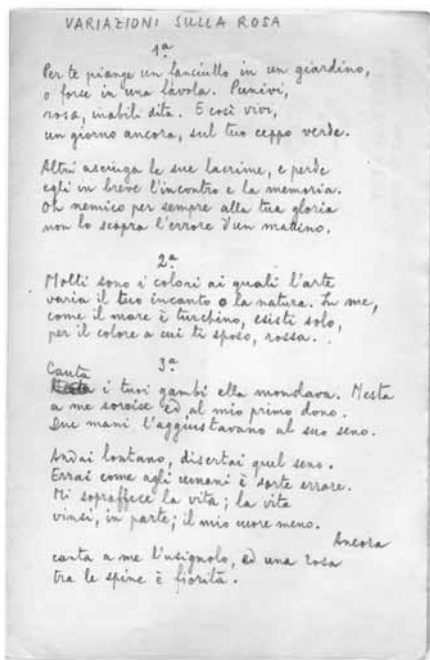 VARIAZIONI SULLA ROSA
1ª
Per te piange un fanciullo in un giardino,
o forse in una favola. Punivi,
rosa, inabili dita. E così vivi,
un giorno ancora, sul tuo ceppo verde.
Altri asciuga le sue lacrime, e perde
egli in breve l'incontro e la memoria.
Oh nemico per sempre alla tua gloria
non lo scopra l'errore d'un mattino.
2ª
Molti sono i colori ai quali l'arte
varia il tuo incanto o la natura. In me,
come il mare è turchino, esisti solo,
per il colore a cui ti sposo, rossa.
3ª
Cauta
i tuoi gambi ella mondava. Mesta
a me sorrise ed al mio primo dono.
Due mani l'aggiustavano al suo seno.
Andai lontano, disertai quel seno.
Errai come agli umani è sorte errare.
Mi sopraffece la vita; la vita
vinsi, in parte; il mio cuore meno.
Ancora
canta a me l'usignolo, ed una rosa
tra le spine è fiorita.